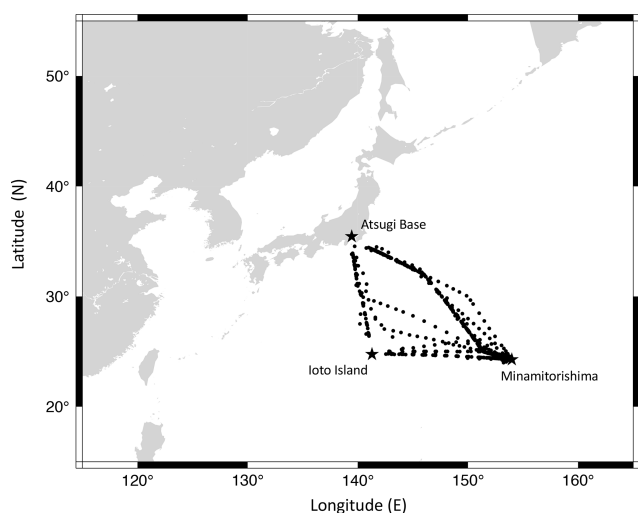 50°
40°
30°
20°
Latitude (N)
Atsugi Base
Ioto Island
Minamitorishima
120°
130°
140°
150°
160°
Longitude (E)